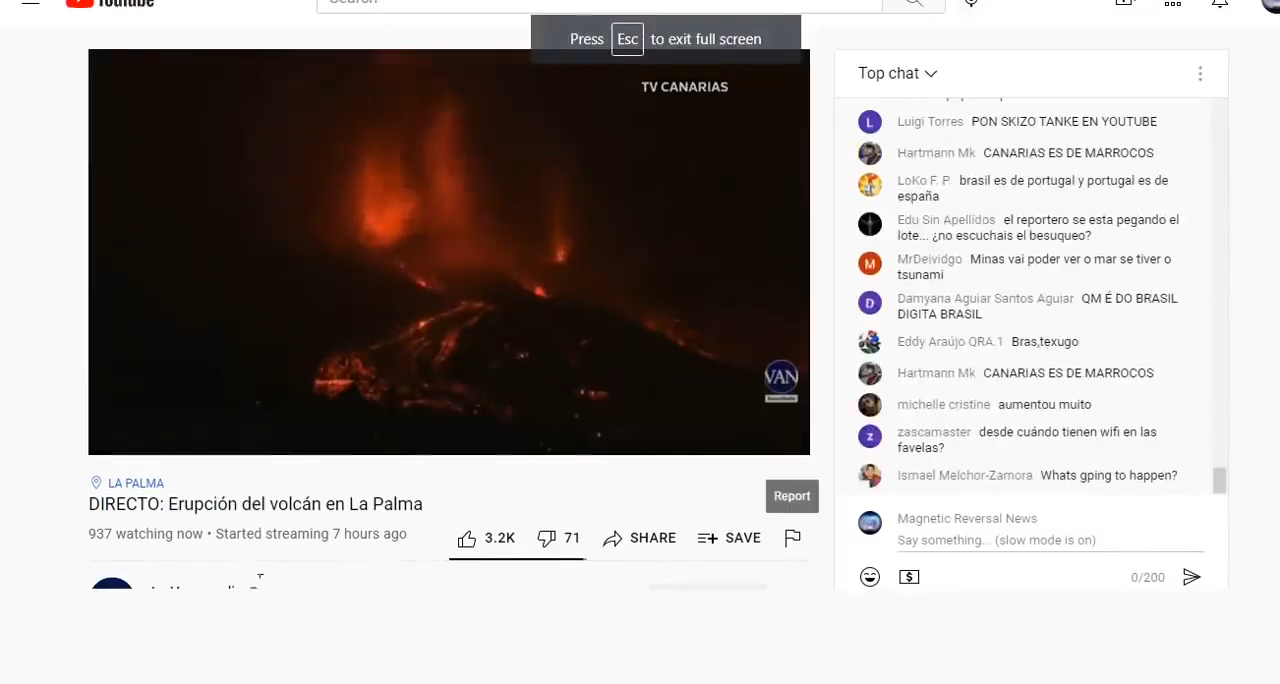 YouTube
Search
Press Esc to exit full screen
TV CANARIAS
VAN
LA PALMA
DIRECTO: Erupción del volcán en La Palma
Report
937 watching now • Started streaming 7 hours ago
3.2K
71
SHARE
SAVE
Top chat
L
Luigi Torres PON SKIZO TANKE EN YOUTUBE
Hartmann Mk CANARIAS ES DE MARROCOS
LoKo F. P. brasil es de portugal y portugal es de
españa
Edu Sin Apellidos el reportero se esta pegando el
lote... ¿no escuchais el besuqueo?
M
MrDeividgo Minas vai poder ver o mar se tiver o
tsunami
D
Damyana Aguiar Santos Aguiar QM É DO BRASIL
DIGITA BRASIL
Eddy Araújo QRA.1 Bras,texugo
Hartmann Mk CANARIAS ES DE MARROCOS
michelle cristine aumentou muito
z
zascamaster desde cuándo tienen wifi en las
favelas?
Ismael Melchor-Zamora Whats gping to happen?
Magnetic Reversal News
Say something... (slow mode is on)
0/200